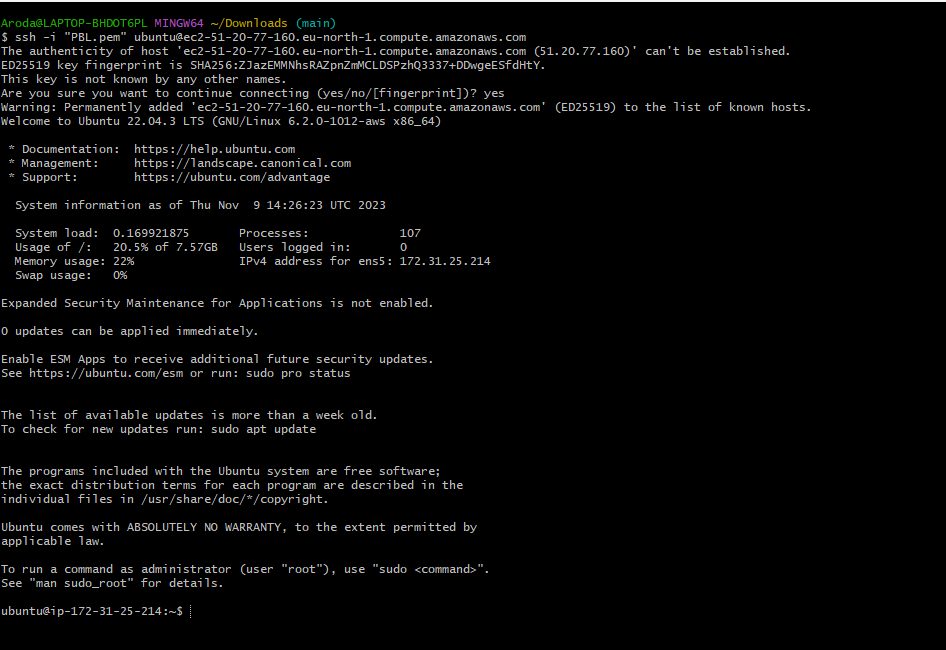 Aroda@LAPTOP-BHDOT6PL MINGW64 ~/Downloads (main)
$ ssh -i "PBL.pem" ubuntu@ec2-51-20-77-160.eu-north-1.compute.amazonaws.com
The authenticity of host 'ec2-51-20-77-160.eu-north-1.compute.amazonaws.com (51.20.77.160)' can't be established.
ED25519 key fingerprint is SHA256:ZJazEMMNhsRAZpnZmMCLDSPzhQ3337+DDwgeESfdHtY.
This key is not known by any other names.
Are you sure you want to continue connecting (yes/no/[fingerprint])? yes
Warning: Permanently added 'ec2-51-20-77-160.eu-north-1.compute.amazonaws.com' (ED25519) to the list of known hosts.
Welcome to Ubuntu 22.04.3 LTS (GNU/Linux 6.2.0-1012-aws x86_64)

 * Documentation:  https://help.ubuntu.com
 * Management:     https://landscape.canonical.com
 * Support:        https://ubuntu.com/advantage

  System information as of Thu Nov  9 14:26:23 UTC 2023

  System load:  0.169921875       Processes:             107
  Usage of /:   20.5% of 7.57GB   Users logged in:       0
  Memory usage: 22%               IPv4 address for ens5: 172.31.25.214
  Swap usage:   0%

Expanded Security Maintenance for Applications is not enabled.

0 updates can be applied immediately.

Enable ESM Apps to receive additional future security updates.
See https://ubuntu.com/esm or run: sudo pro status


The list of available updates is more than a week old.
To check for new updates run: sudo apt update


The programs included with the Ubuntu system are free software;
the exact distribution terms for each program are described in the
individual files in /usr/share/doc/*/copyright.

Ubuntu comes with ABSOLUTELY NO WARRANTY, to the extent permitted by
applicable law.

To run a command as administrator (user "root"), use "sudo <command>".
See "man sudo_root" for details.

ubuntu@ip-172-31-25-214:~$